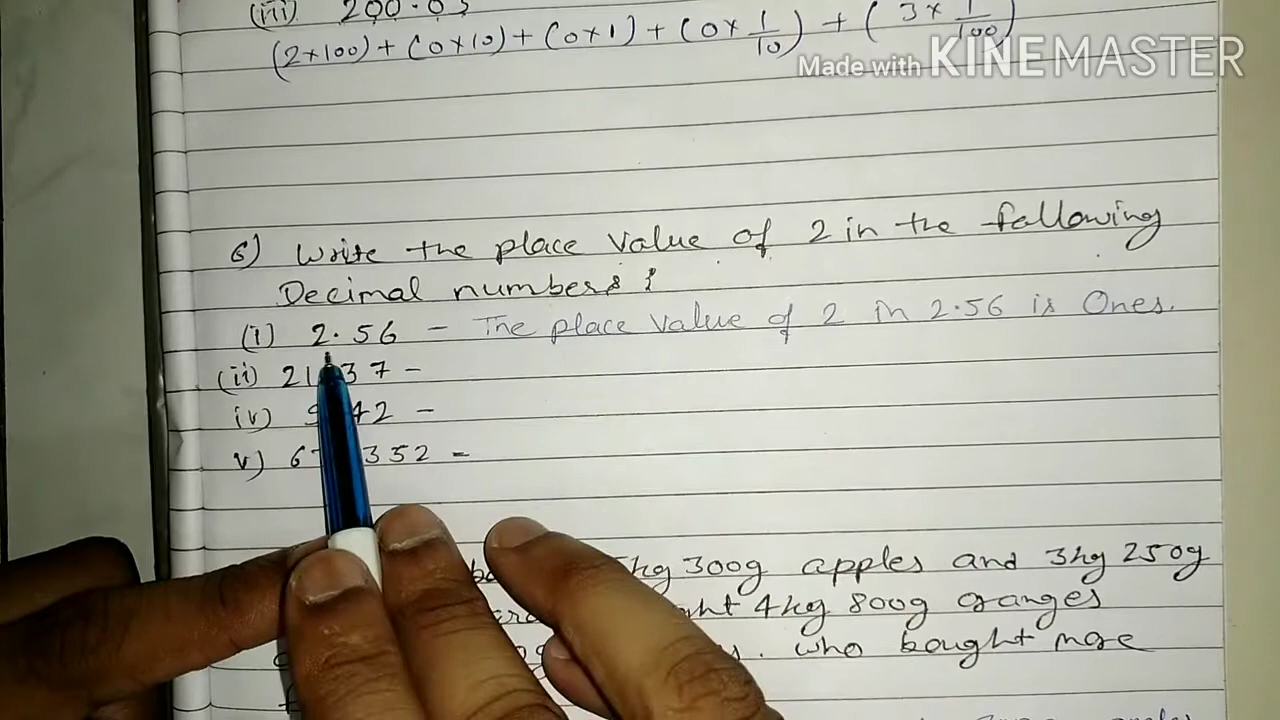 (iii) 200.03
(2×100) + (0×10) + (0×1) + (0 × 1/10) + (3 × 1/100)
Made with KINEMASTER
6) Write the place value of 2 in the following
Decimal numbers :
(i) 2.56 - The place value of 2 in 2.56 is Ones.
(ii) 21 37 -
iv) 42 -
v) 6 352 -
kg 300g apples and 3kg 250g
4kg 800g oranges
. who bought more